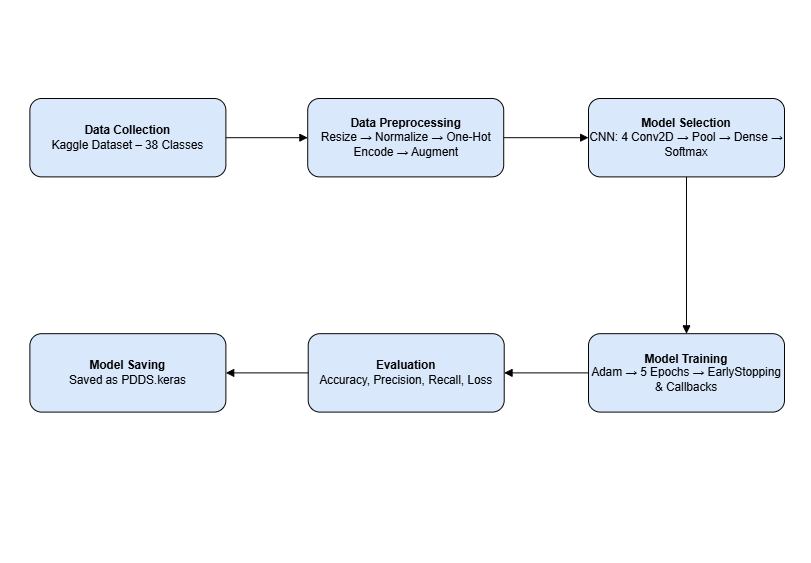 Data Collection
Kaggle Dataset – 38 Classes
Data Preprocessing
Resize → Normalize → One-Hot
Encode → Augment
Model Selection
CNN: 4 Conv2D → Pool → Dense →
Softmax
Model Saving
Saved as PDDS.keras
Evaluation
Accuracy, Precision, Recall, Loss
Model Training
Adam → 5 Epochs → EarlyStopping
& Callbacks